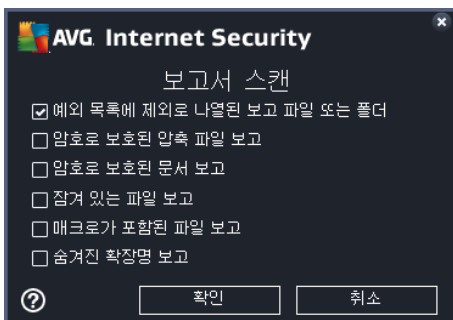 AVG. Internet Security
보고서 스캔
예외 목록에 제외로 나열된 보고 파일 또는 폴더
암호로 보호된 압축 파일 보고
암호로 보호된 문서 보고
잠겨 있는 파일 보고
매크로가 포함된 파일 보고
숨겨진 확장명 보고
? 확인 취소